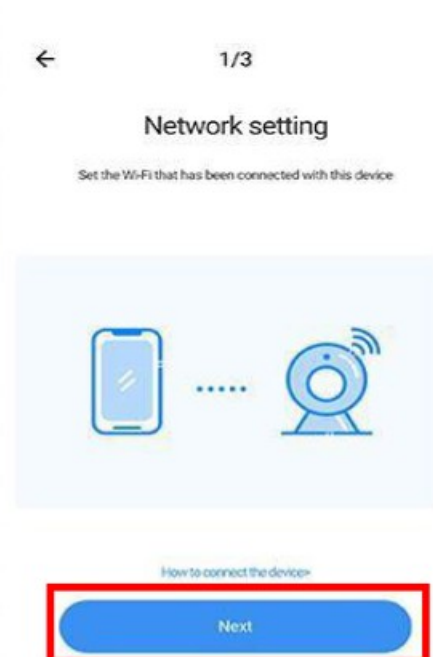 1/3
Network setting
Set the Wi-Fi that has been connected with this device
How to connect the device>
Next